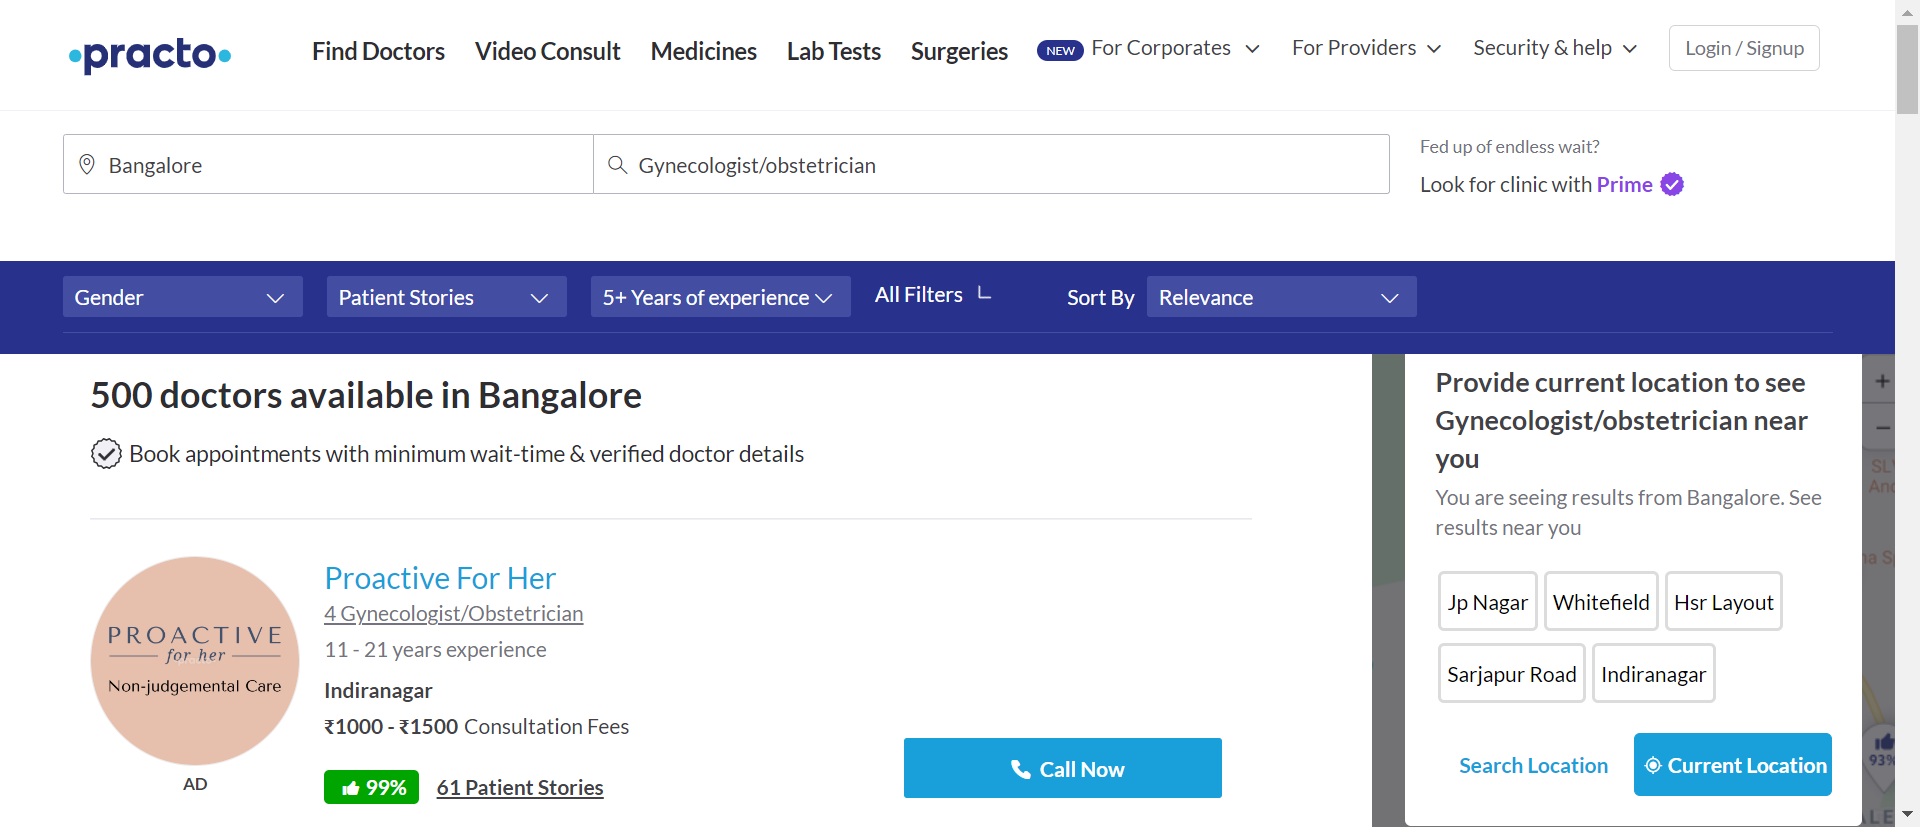 practo
Find Doctors
Video Consult
Medicines
Lab Tests
Surgeries
NEW For Corporates
For Providers
Security & help
Login / Signup
Bangalore
Gynecologist/obstetrician
Fed up of endless wait?
Look for clinic with Prime
Gender
Patient Stories
5+ Years of experience
All Filters
Sort By
Relevance
500 doctors available in Bangalore
Book appointments with minimum wait-time & verified doctor details
PROACTIVE
for her
Non-judgemental Care
AD
Proactive For Her
4 Gynecologist/Obstetrician
11 - 21 years experience
Indiranagar
₹1000 - ₹1500 Consultation Fees
99%
61 Patient Stories
Call Now
Provide current location to see
Gynecologist/obstetrician near
you
You are seeing results from Bangalore. See
results near you
Jp Nagar
Whitefield
Hsr Layout
Sarjapur Road
Indiranagar
Search Location
Current Location
+
−
93%